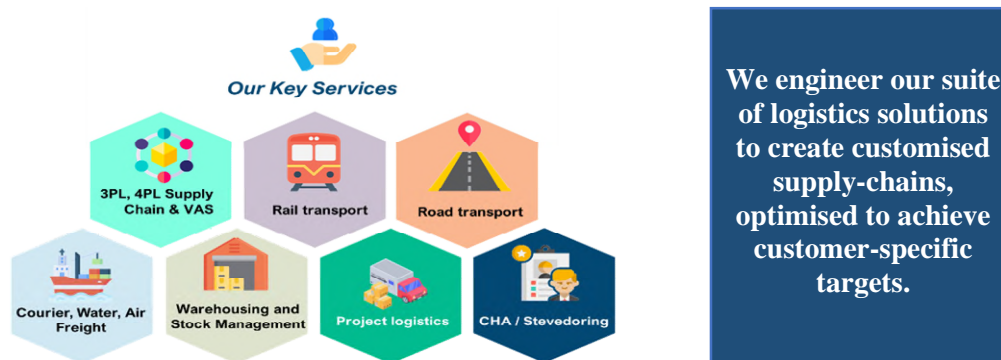 Our Key Services
3PL, 4PL Supply
Chain & VAS
Rail transport
Road transport
Courier, Water, Air
Freight
Warehousing and
Stock Management
Project logistics
CHA / Stevedoring
We engineer our suite
of logistics solutions
to create customised
supply-chains,
optimised to achieve
customer-specific
targets.